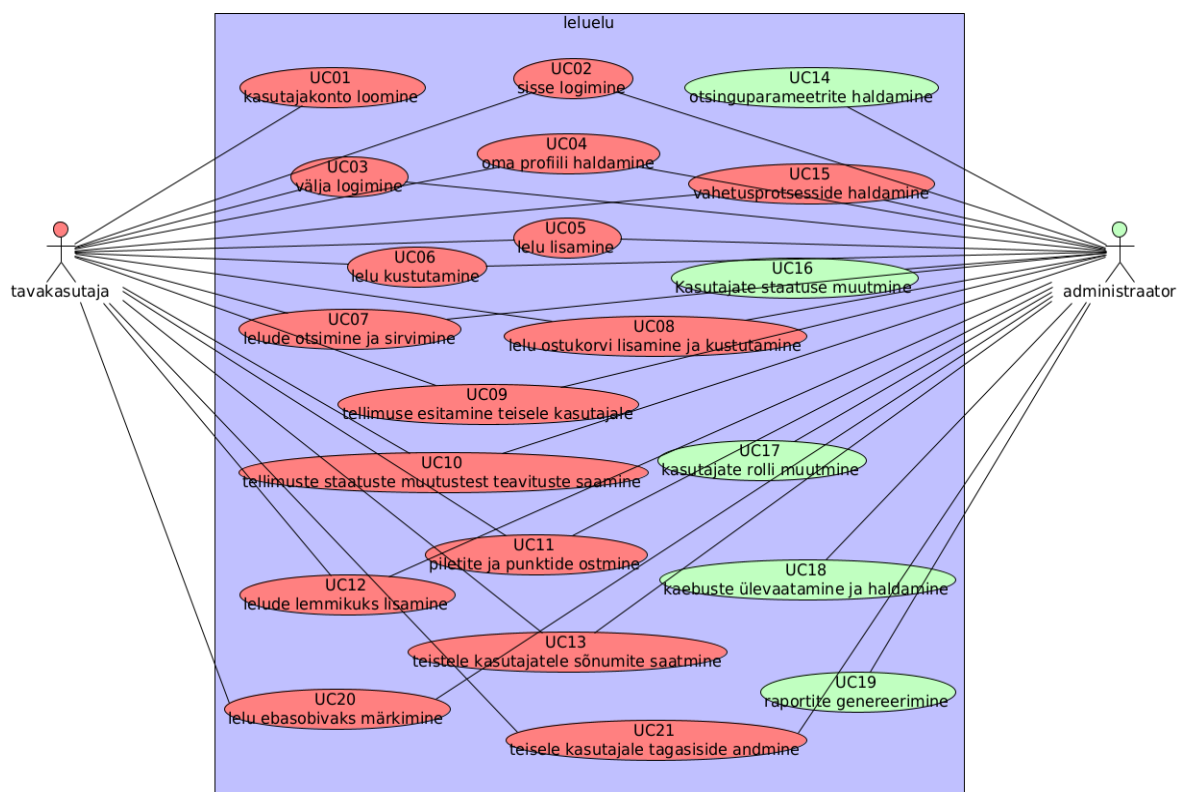 leluelu
UC01
kasutajakonto loomine
UC02
sisse logimine
UC14
otsinguparameetrite haldamine
UC03
välja logimine
UC04
oma profiili haldamine
UC15
vahetusprotsesside haldamine
UC05
lelu lisamine
UC06
lelu kustutamine
UC16
Kasutajate staatuse muutmine
tavakasutaja
administraator
UC07
lelude otsimine ja sirvimine
UC08
lelu ostukorvi lisamine ja kustutamine
UC09
tellimuse esitamine teisele kasutajale
UC10
tellimuste staatuste muutustest teavituste saamine
UC17
kasutajate rolli muutmine
UC11
piletite ja punktide ostmine
UC12
lelude lemmikuks lisamine
UC18
kaebuste ülevaatamine ja haldamine
UC13
teistele kasutajatele sõnumite saatmine
UC19
raportite genereerimine
UC20
lelu ebasobivaks märkimine
UC21
teisele kasutajale tagasiside andmine